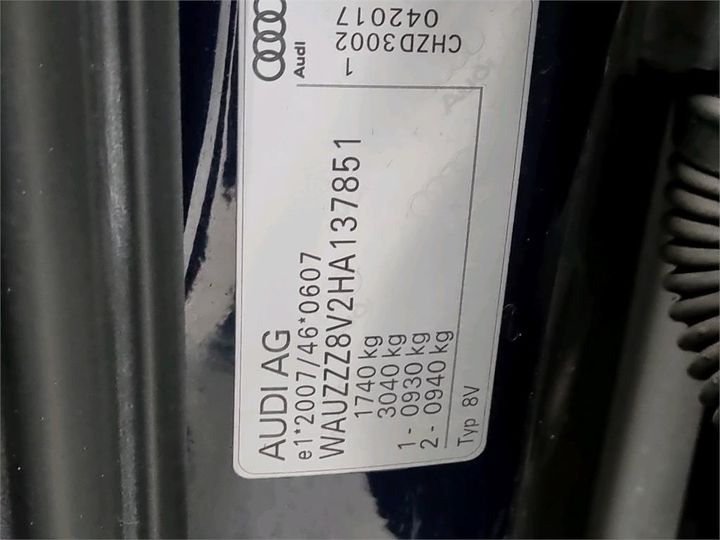 AUDI AG
Audi
e1*2007/46*0607
WAUZZZ8V2HA137851
1740 kg
3040 kg
1- 0930 kg
2- 0940 kg
Typ 8V
1
CHZD3002
042017